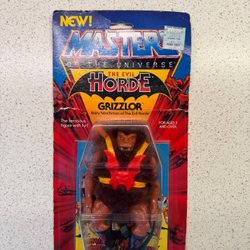 NEW!
MASTERS
OF THE UNIVERSE
THE EVIL
HORDE
GRIZZLOR
Hairy henchman of The Evil Horde!
The ferocious
figure with fur!
FOR AGES 5
AND OVER